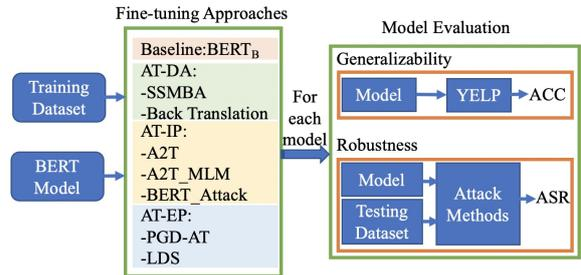 Fine-tuning Approaches
Training
Dataset
BERT
Model
Baseline:BERT_B
AT-DA:
-SSMBA
-Back Translation
AT-IP:
-A2T
-A2T_MLM
-BERT_Attack
AT-EP:
-PGD-AT
-LDS
For
each
model
Model Evaluation
Generalizability
Model
YELP
ACC
Robustness
Model
Testing
Dataset
Attack
Methods
ASR